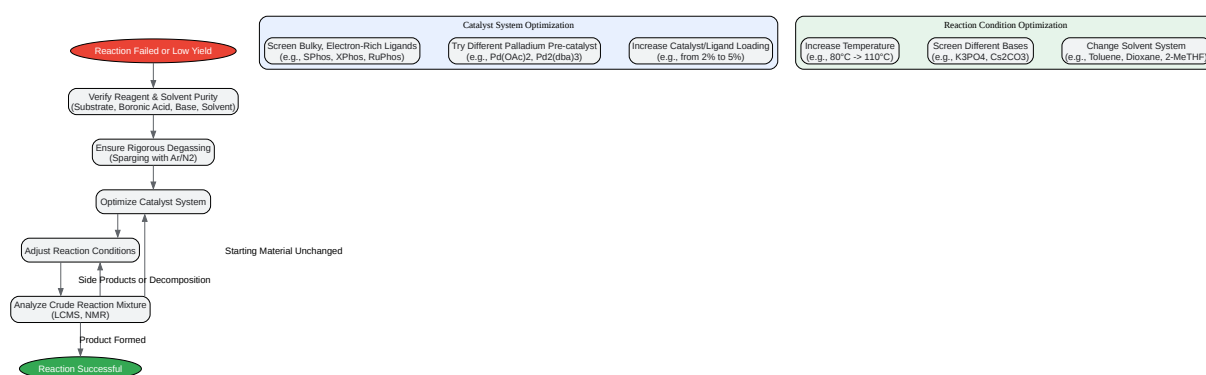 Reaction Failed or Low Yield
Verify Reagent & Solvent Purity
(Substrate, Boronic Acid, Base, Solvent)
Ensure Rigorous Degassing
(Sparging with Ar/N2)
Optimize Catalyst System
Adjust Reaction Conditions
Starting Material Unchanged
Side Products or Decomposition
Analyze Crude Reaction Mixture
(LCMS, NMR)
Product Formed
Reaction Successful
Catalyst System Optimization
Screen Bulky, Electron-Rich Ligands
(e.g., SPhos, XPhos, RuPhos)
Try Different Palladium Pre-catalyst
(e.g., Pd(OAc)2, Pd2(dba)3)
Increase Catalyst/Ligand Loading
(e.g., from 2% to 5%)
Reaction Condition Optimization
Increase Temperature
(e.g., 80°C -> 110°C)
Screen Different Bases
(e.g., K3PO4, Cs2CO3)
Change Solvent System
(e.g., Toluene, Dioxane, 2-MeTHF)